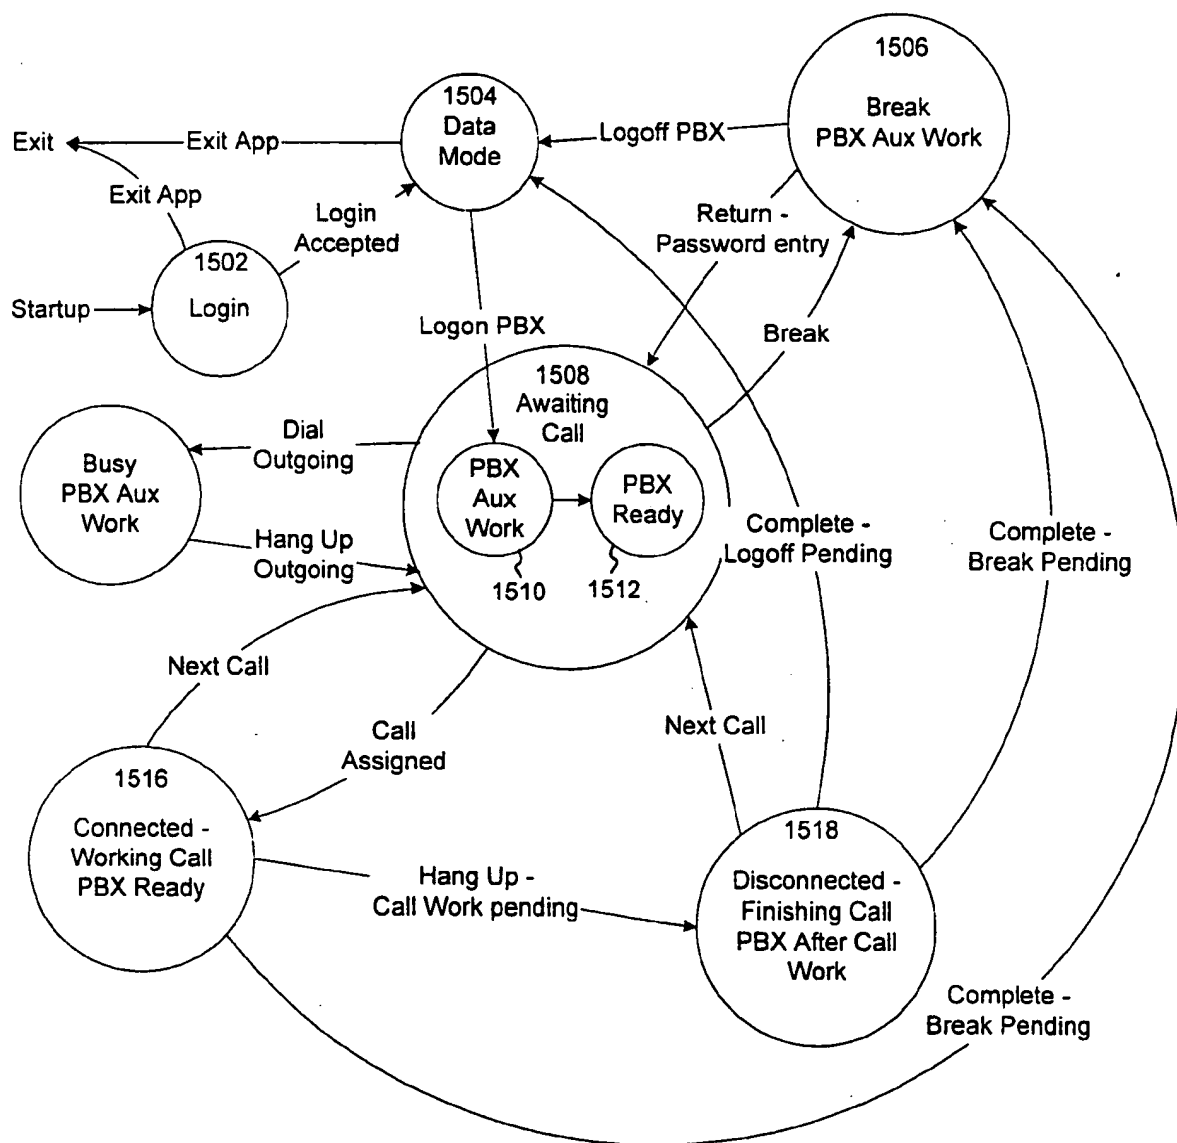 1506
Break
PBX Aux Work
1504
Data
Mode
Logoff PBX
Exit
Exit App
Exit App
Login
Accepted
Return -
Password entry
1502
Login
Startup
Logon PBX
Break
1508
Awaiting
Call
Dial
Outgoing
Busy
PBX Aux
Work
PBX
Aux
Work
PBX
Ready
Hang Up
Outgoing
1510
1512
Complete -
Logoff Pending
Complete -
Break Pending
Next Call
Call
Assigned
Next Call
1516
Connected -
Working Call
PBX Ready
Hang Up -
Call Work pending
1518
Disconnected -
Finishing Call
PBX After Call
Work
Complete -
Break Pending